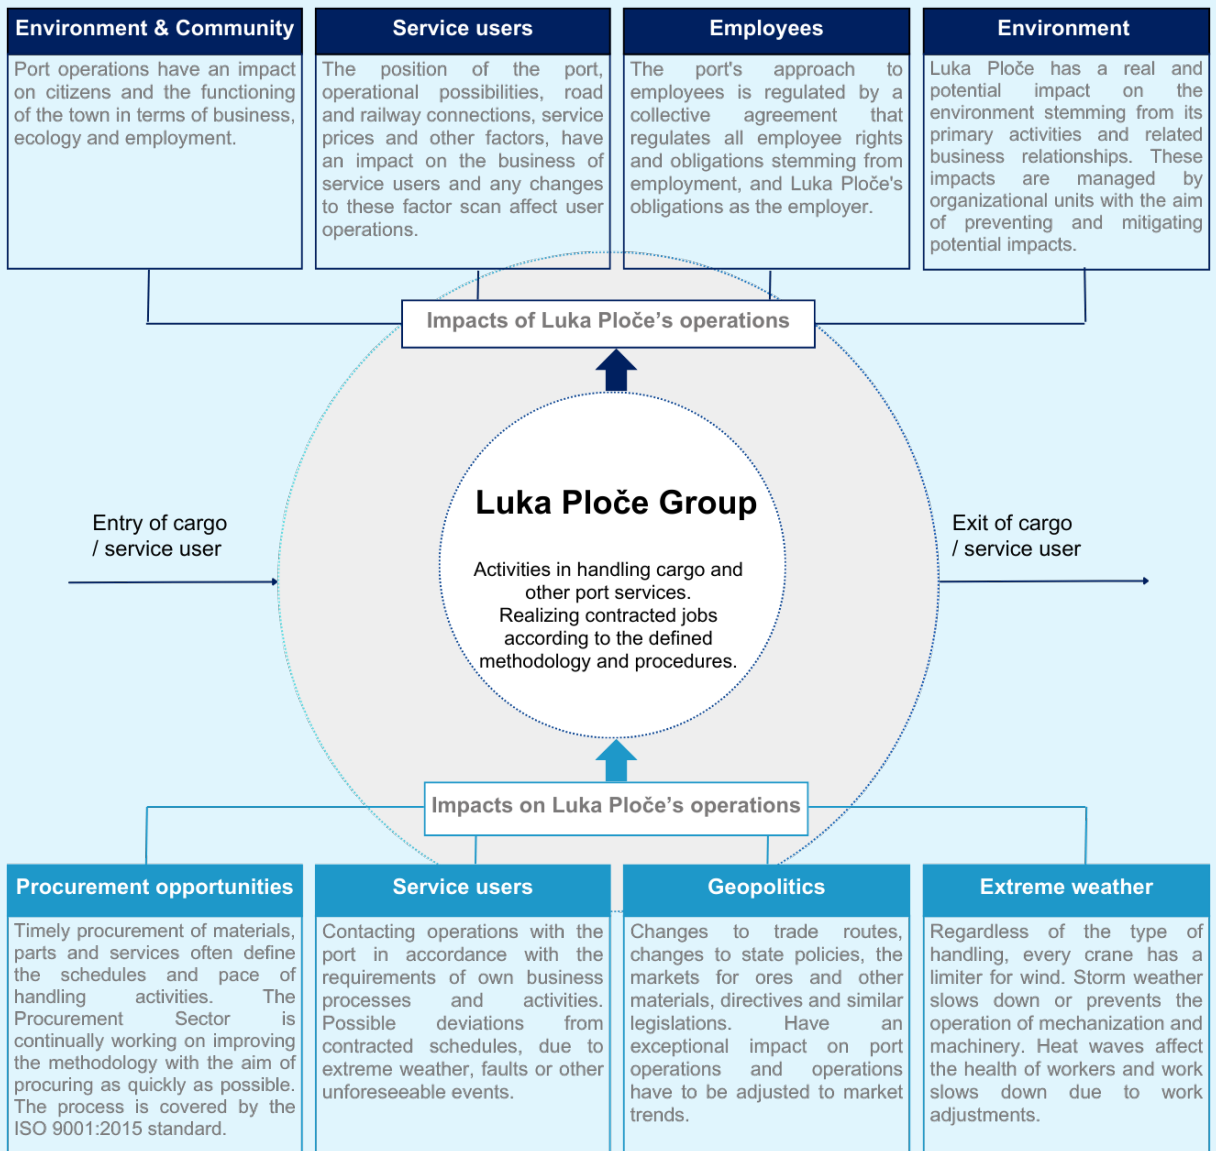 Environment & Community
Port operations have an impact
on citizens and the functioning
of the town in terms of business,
ecology and employment.
Service users
The position of the port,
operational possibilities, road
and railway connections, service
prices and other factors, have
an impact on the business of
service users and any changes
to these factor scan affect user
operations.
Employees
The port's approach to
employees is regulated by a
collective agreement that
regulates all employee rights
and obligations stemming from
employment, and Luka Ploče's
obligations as the employer.
Environment
Luka Ploče has a real and
potential impact on the
environment stemming from its
primary activities and related
business relationships. These
impacts are managed by
organizational units with the aim
of preventing and mitigating
potential impacts.
Impacts of Luka Ploče’s operations
Entry of cargo
/ service user
Luka Ploče Group
Activities in handling cargo and
other port services.
Realizing contracted jobs
according to the defined
methodology and procedures.
Exit of cargo
/ service user
Impacts on Luka Ploče’s operations
Procurement opportunities
Timely procurement of materials,
parts and services often define
the schedules and pace of
handling activities. The
Procurement Sector is
continually working on improving
the methodology with the aim of
procuring as quickly as possible.
The process is covered by the
ISO 9001:2015 standard.
Service users
Contacting operations with the
port in accordance with the
requirements of own business
processes and activities.
Possible deviations from
contracted schedules, due to
extreme weather, faults or other
unforeseeable events.
Geopolitics
Changes to trade routes,
changes to state policies, the
markets for ores and other
materials, directives and similar
legislations. Have an
exceptional impact on port
operations and operations
have to be adjusted to market
trends.
Extreme weather
Regardless of the type of
handling, every crane has a
limiter for wind. Storm weather
slows down or prevents the
operation of mechanization and
machinery. Heat waves affect
the health of workers and work
slows down due to work
adjustments.